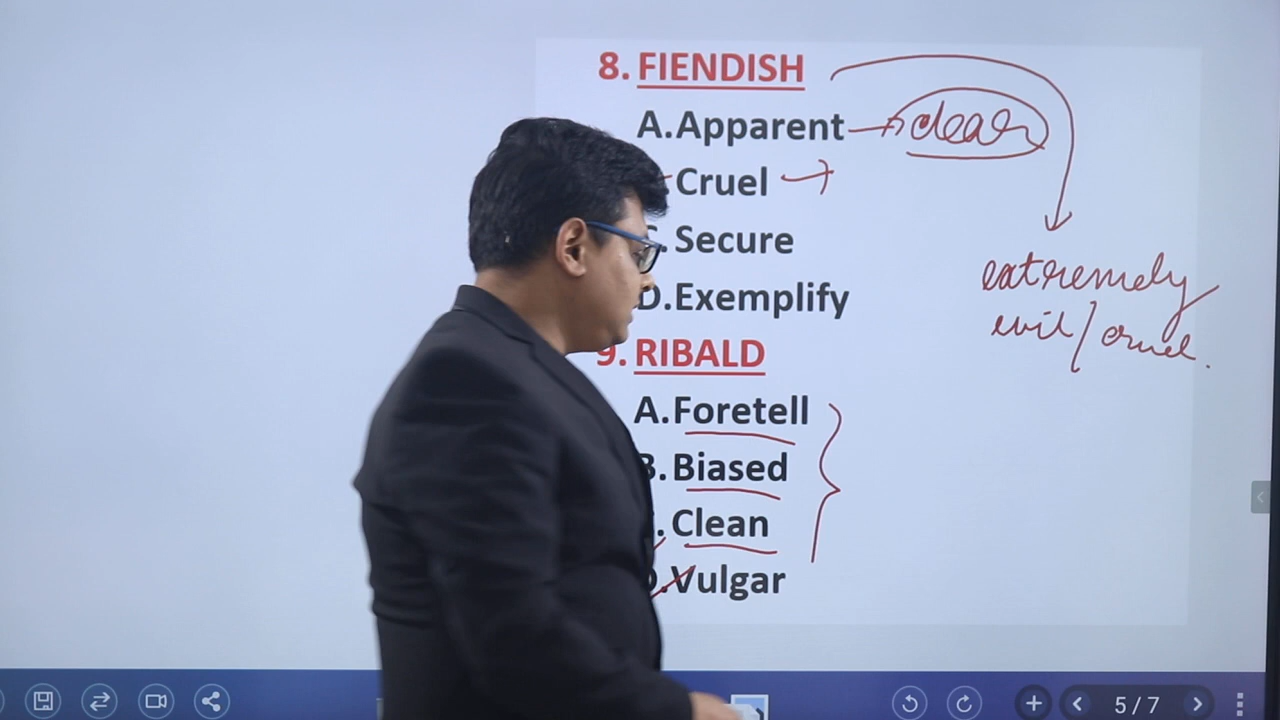 8. FIENDISH
A.Apparent → clear
.Cruel →
. Secure
D.Exemplify
extremely
evil/cruel.
9. RIBALD
A.Foretell
B.Biased
. Clean
D.Vulgar
5/7